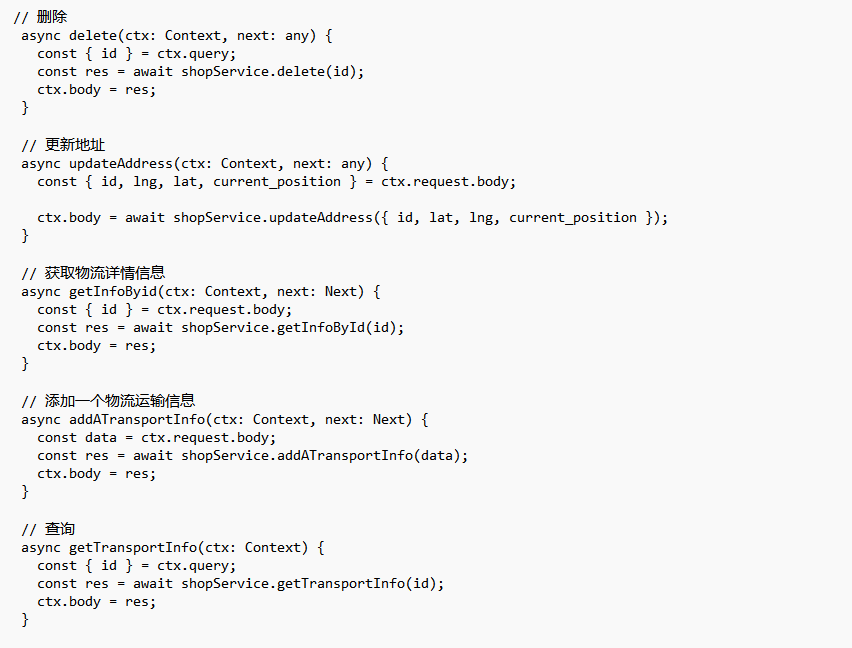 // 删除
async delete(ctx: Context, next: any) {
const { id } = ctx.query;
const res = await shopService.delete(id);
ctx.body = res;
}
// 更新地址
async updateAddress(ctx: Context, next: any) {
const { id, lng, lat, current_position } = ctx.request.body;
ctx.body = await shopService.updateAddress({ id, lat, lng, current_position });
}
// 获取物流详情信息
async getInfoByid(ctx: Context, next: Next) {
const { id } = ctx.request.body;
const res = await shopService.getInfoById(id);
ctx.body = res;
}
// 添加一个物流运输信息
async addATransportInfo(ctx: Context, next: Next) {
const data = ctx.request.body;
const res = await shopService.addATransportInfo(data);
ctx.body = res;
}
// 查询
async getTransportInfo(ctx: Context) {
const { id } = ctx.query;
const res = await shopService.getTransportInfo(id);
ctx.body = res;
}